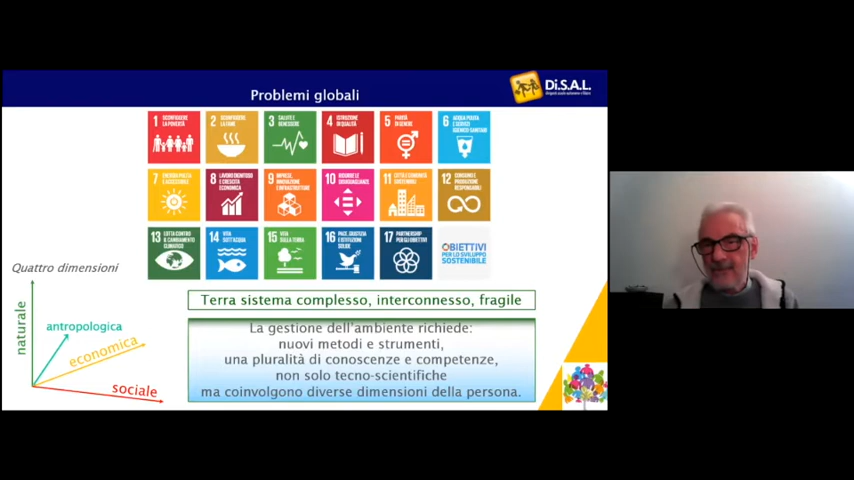 Problemi globali
Di.S.A.L.
1 SCONFIGGERE
LA POVERTÀ
2 SCONFIGGERE
LA FAME
3 SALUTE E
BENESSERE
4 ISTRUZIONE
DI QUALITÀ
5 PARITÀ
DI GENERE
6 ACQUA PULITA
E SERVIZI
IGIENICO-SANITARI
7 ENERGIA PULITA
E ACCESSIBILE
8 LAVORO DIGNITOSO
E CRESCITA
ECONOMICA
9 IMPRESE,
INNOVAZIONE
E INFRASTRUTTURE
10 RIDURRE LE
DISUGUAGLIANZE
11 CITTÀ E COMUNITÀ
SOSTENIBILI
12 CONSUMO E
PRODUZIONE
RESPONSABILI
13 LOTTA CONTRO
IL CAMBIAMENTO
CLIMATICO
14 VITA
SOTT'ACQUA
15 VITA
SULLA TERRA
16 PACE, GIUSTIZIA
E ISTITUZIONI
SOLIDE
17 PARTNERSHIP
PER GLI OBIETTIVI
OBIETTIVI
PER LO SVILUPPO
SOSTENIBILE
Quattro dimensioni
naturale
antropologica
economica
sociale
Terra sistema complesso, interconnesso, fragile
La gestione dell'ambiente richiede:
nuovi metodi e strumenti,
una pluralità di conoscenze e competenze,
non solo tecno-scientifiche
ma coinvolgono diverse dimensioni della persona.